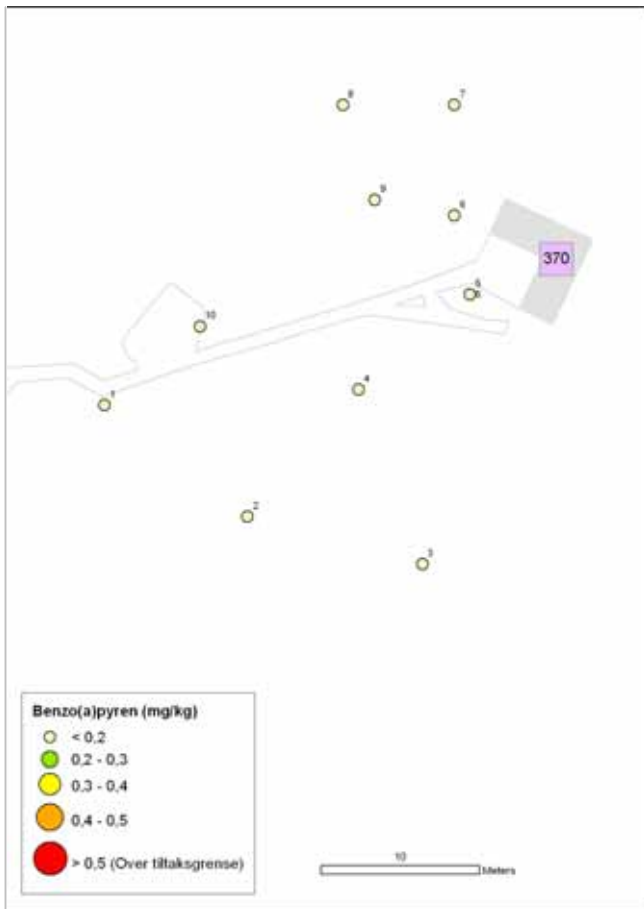 8
7
9
6
370
5
5
10
4
1
2
3
Benzo(a)pyren (mg/kg)
< 0,2
0,2 - 0,3
0,3 - 0,4
0,4 - 0,5
> 0,5 (Over tiltaksgrense)
10
Meters